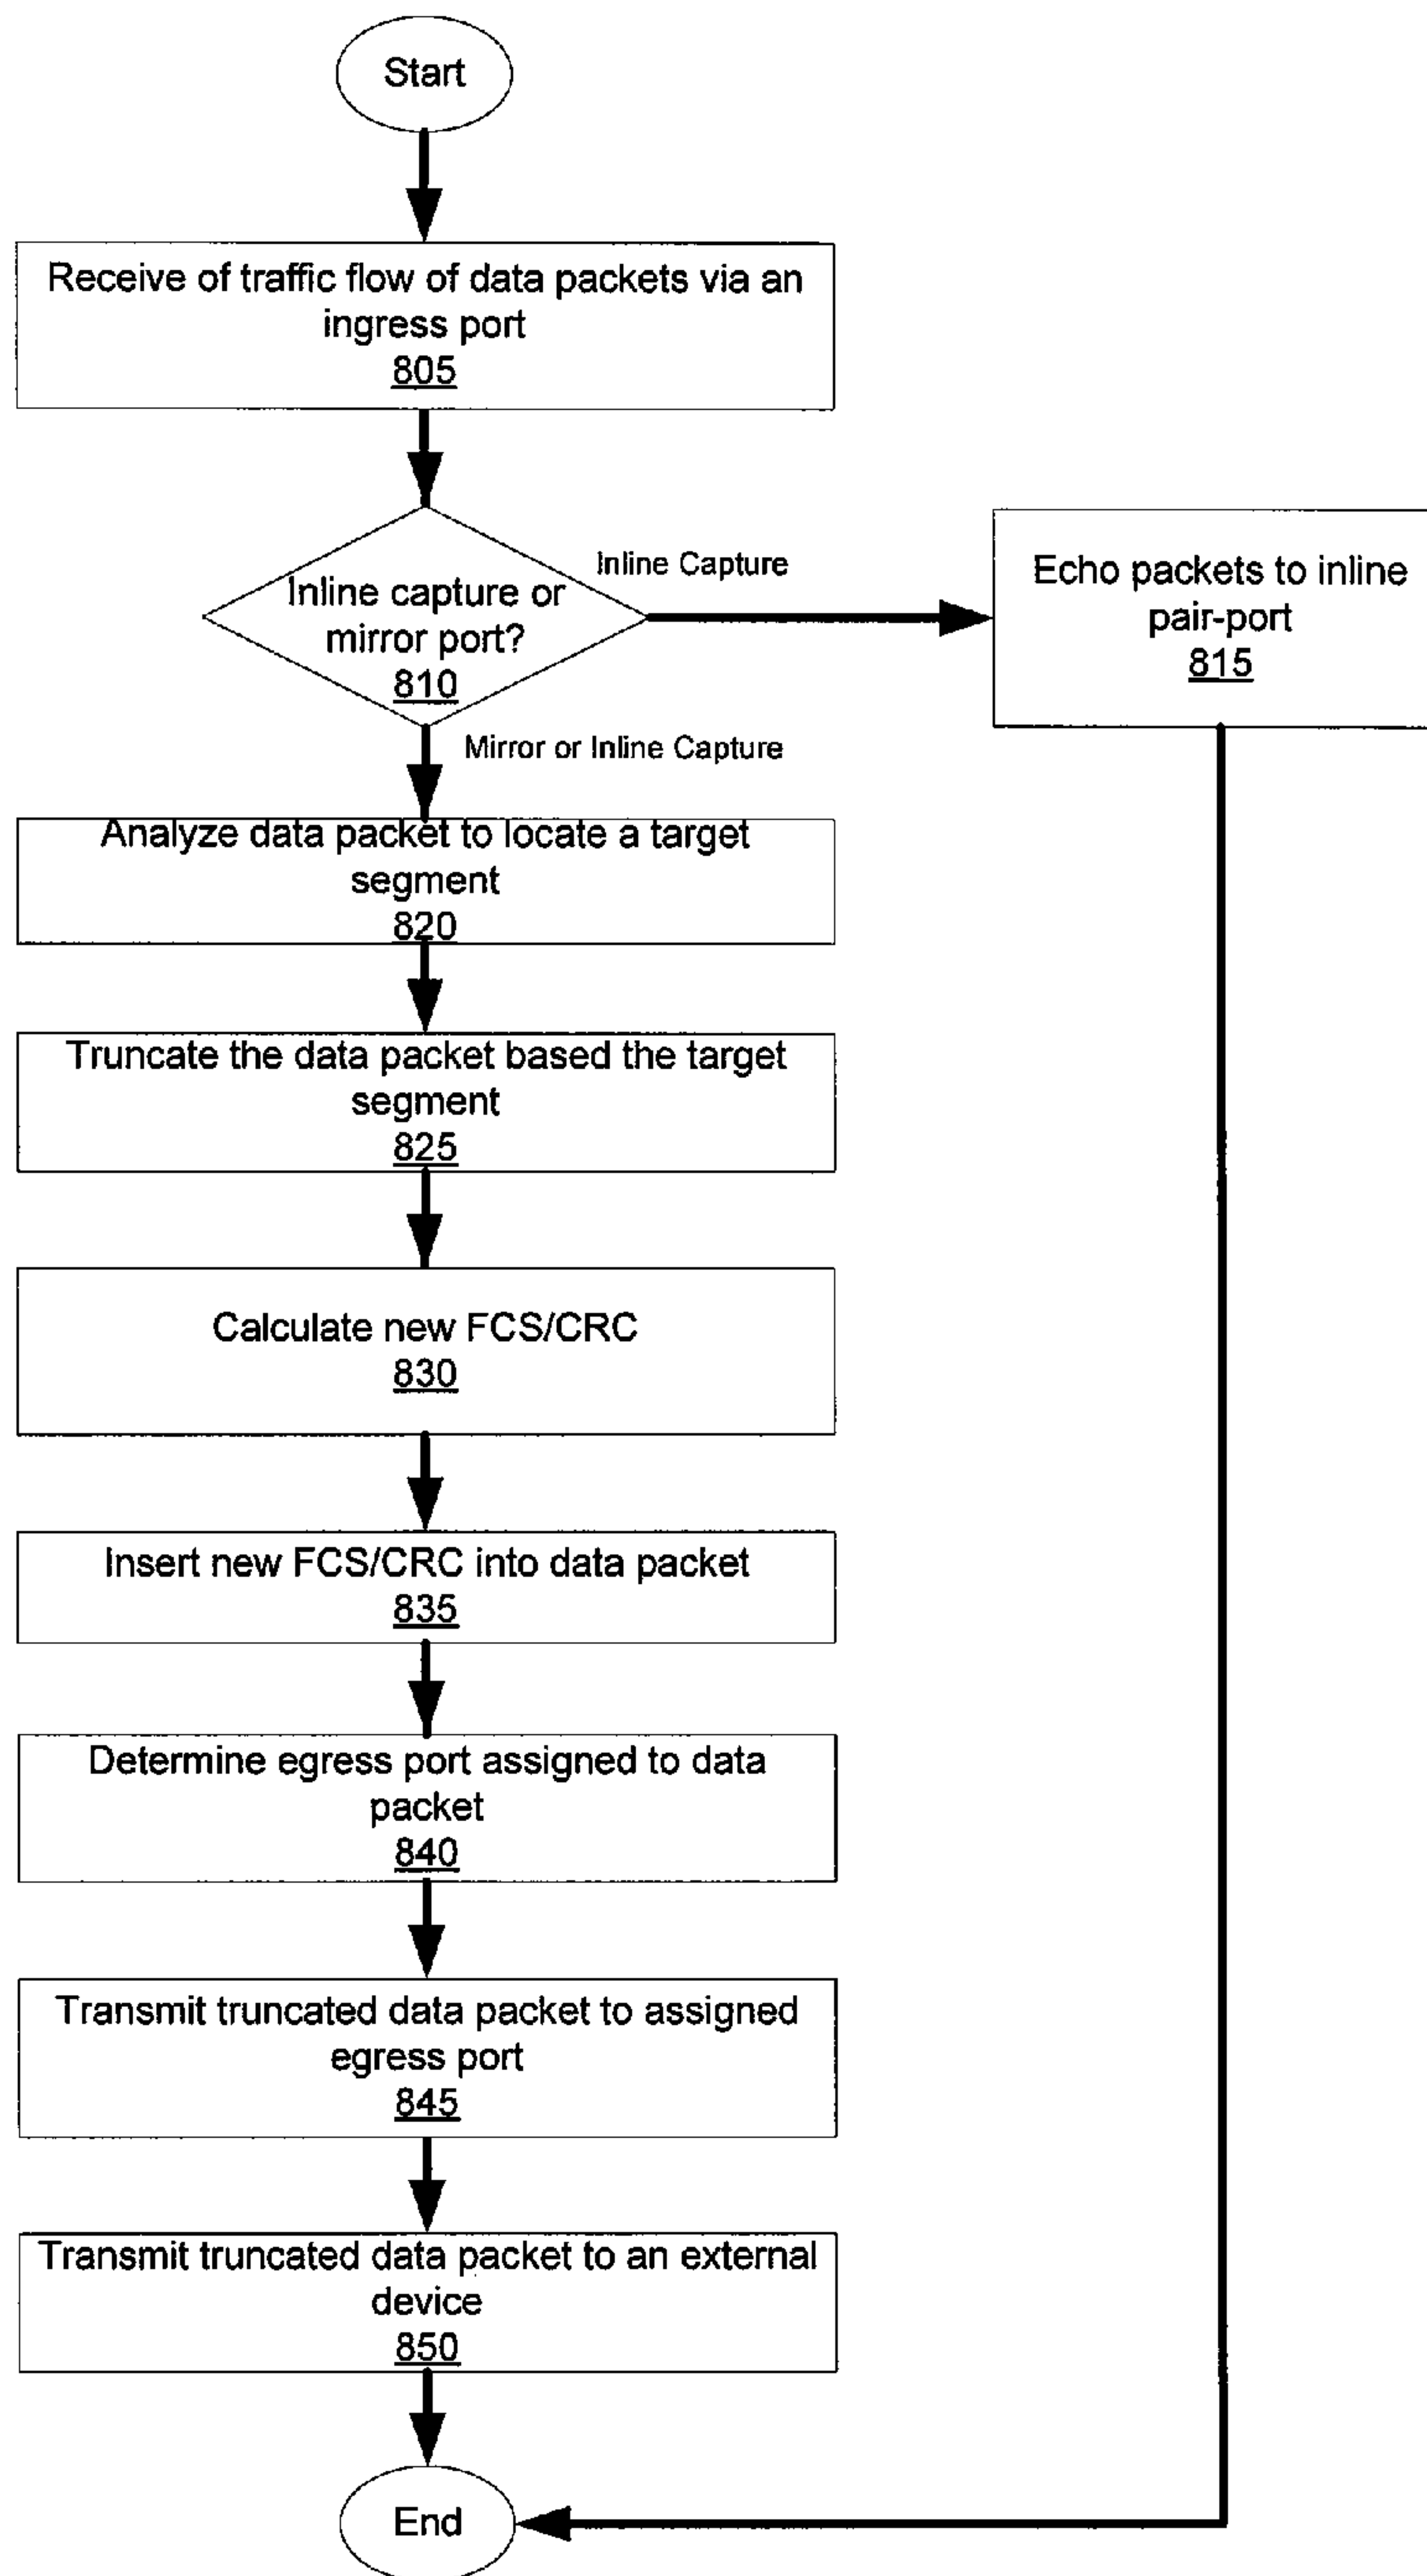 Start
Receive of traffic flow of data packets via an
ingress port
805
Inline capture or
mirror port?
810
Inline Capture
Echo packets to inline
pair-port
815
Mirror or Inline Capture
Analyze data packet to locate a target
segment
820
Truncate the data packet based the target
segment
825
Calculate new FCS/CRC
830
Insert new FCS/CRC into data packet
835
Determine egress port assigned to data
packet
840
Transmit truncated data packet to assigned
egress port
845
Transmit truncated data packet to an external
device
850
End